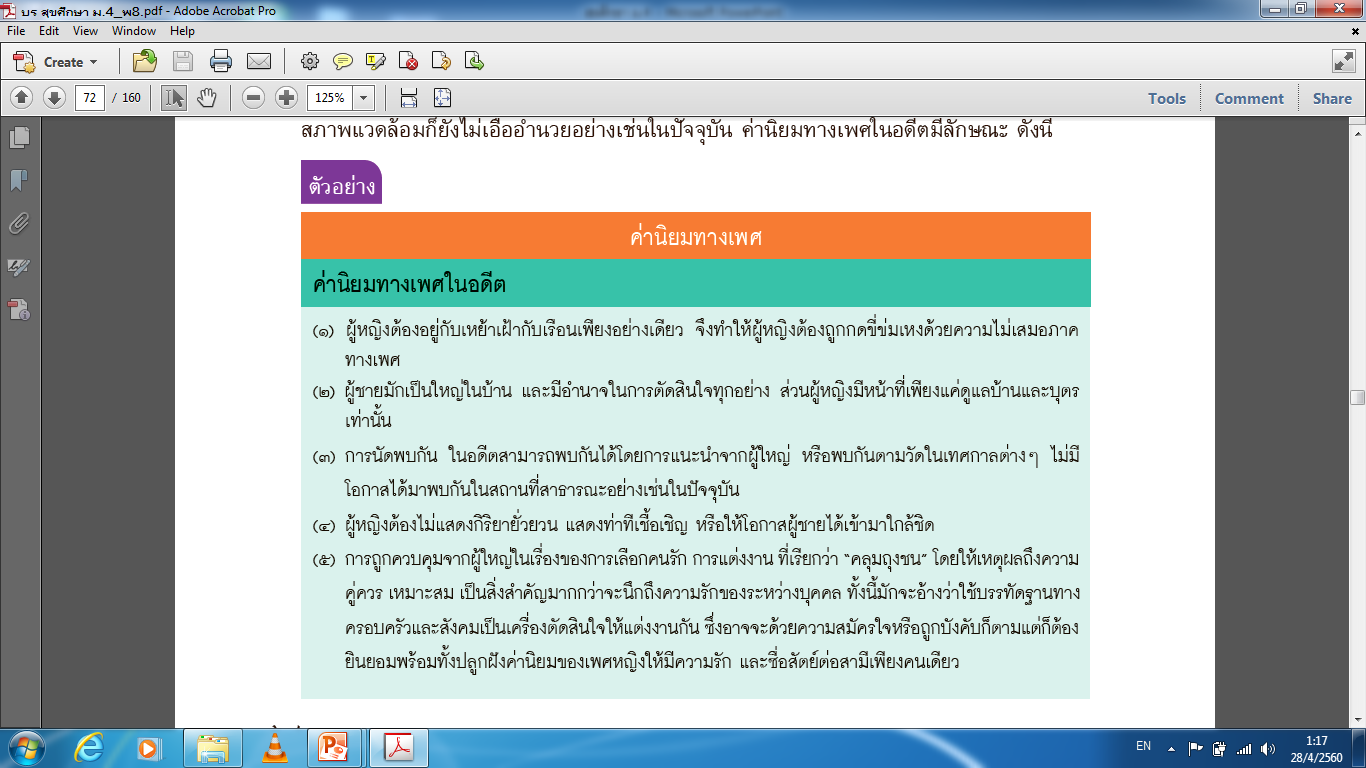 บร สุขศึกษา ม.4_พ8.pdf - Adobe Acrobat Pro
File Edit View Window Help
Create
72 / 160 125% Tools Comment Share
สภาพแวดล้อมก็ยังไม่เอื้ออำนวยอย่างเช่นในปัจจุบัน ค่านิยมทางเพศในอดีตมีลักษณะ ดังนี้
ตัวอย่าง
ค่านิยมทางเพศ
ค่านิยมทางเพศในอดีต
(๑) ผู้หญิงต้องอยู่กับเหย้าเฝ้ากับเรือนเพียงอย่างเดียว จึงทำให้ผู้หญิงต้องถูกกดขี่ข่มเหงด้วยความไม่เสมอภาค
ทางเพศ
(๒) ผู้ชายมักเป็นใหญ่ในบ้าน และมีอำนาจในการตัดสินใจทุกอย่าง ส่วนผู้หญิงมีหน้าที่เพียงแค่ดูแลบ้านและบุตร
เท่านั้น
(๓) การนัดพบกัน ในอดีตสามารถพบกันได้โดยการแนะนำจากผู้ใหญ่ หรือพบกันตามวัดในเทศกาลต่างๆ ไม่มี
โอกาสได้มาพบกันในสถานที่สาธารณะอย่างเช่นในปัจจุบัน
(๔) ผู้หญิงต้องไม่แสดงกิริยายั่วยวน แสดงท่าทีเชื้อเชิญ หรือให้โอกาสผู้ชายได้เข้ามาใกล้ชิด
(๕) การถูกควบคุมจากผู้ใหญ่ในเรื่องของการเลือกคนรัก การแต่งงาน ที่เรียกว่า “คลุมถุงชน” โดยให้เหตุผลถึงความ
คู่ควร เหมาะสม เป็นสิ่งสำคัญมากกว่าจะนึกถึงความรักของระหว่างบุคคล ทั้งนี้มักจะอ้างว่าใช้บรรทัดฐานทาง
ครอบครัวและสังคมเป็นเครื่องตัดสินใจให้แต่งงานกัน ซึ่งอาจจะด้วยความสมัครใจหรือถูกบังคับก็ตามแต่ก็ต้อง
ยินยอมพร้อมทั้งปลูกฝังค่านิยมของเพศหญิงให้มีความรัก และซื่อสัตย์ต่อสามีเพียงคนเดียว
EN 1:17
28/4/2560